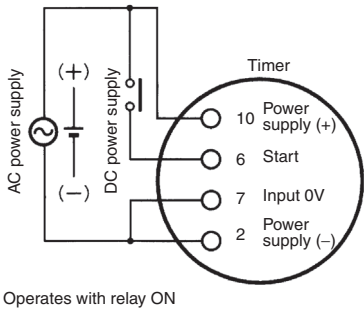 Timer
AC power supply
(+)
(−)
DC power supply
10 Power supply (+)
6 Start
7 Input 0V
2 Power supply (−)
Operates with relay ON